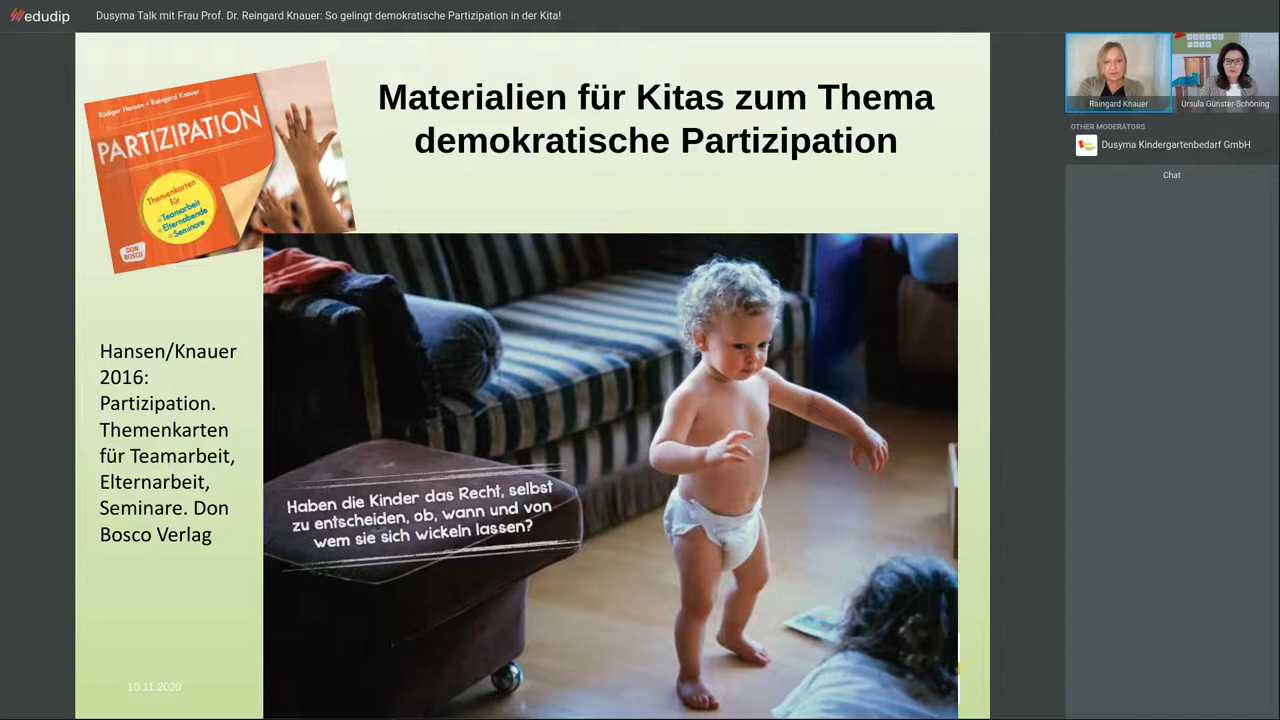 edudip
Dusyma Talk mit Frau Prof. Dr. Reingard Knauer: So gelingt demokratische Partizipation in der Kita!
Materialien für Kitas zum Thema
demokratische Partizipation
Rüdiger Hansen • Raingard Knauer
PARTIZIPATION
Themenkarten
für
Teamarbeit
Elternabende
Seminare
DON
BOSCO
Hansen/Knauer
2016:
Partizipation.
Themenkarten
für Teamarbeit,
Elternarbeit,
Seminare. Don
Bosco Verlag
Haben die Kinder das Recht, selbst
zu entscheiden, ob, wann und von
wem sie sich wickeln lassen?
10.11.2020
Raingard Knauer
Ursula Günster-Schöning
OTHER MODERATORS
Dusyma Kindergartenbedarf GmbH
Chat